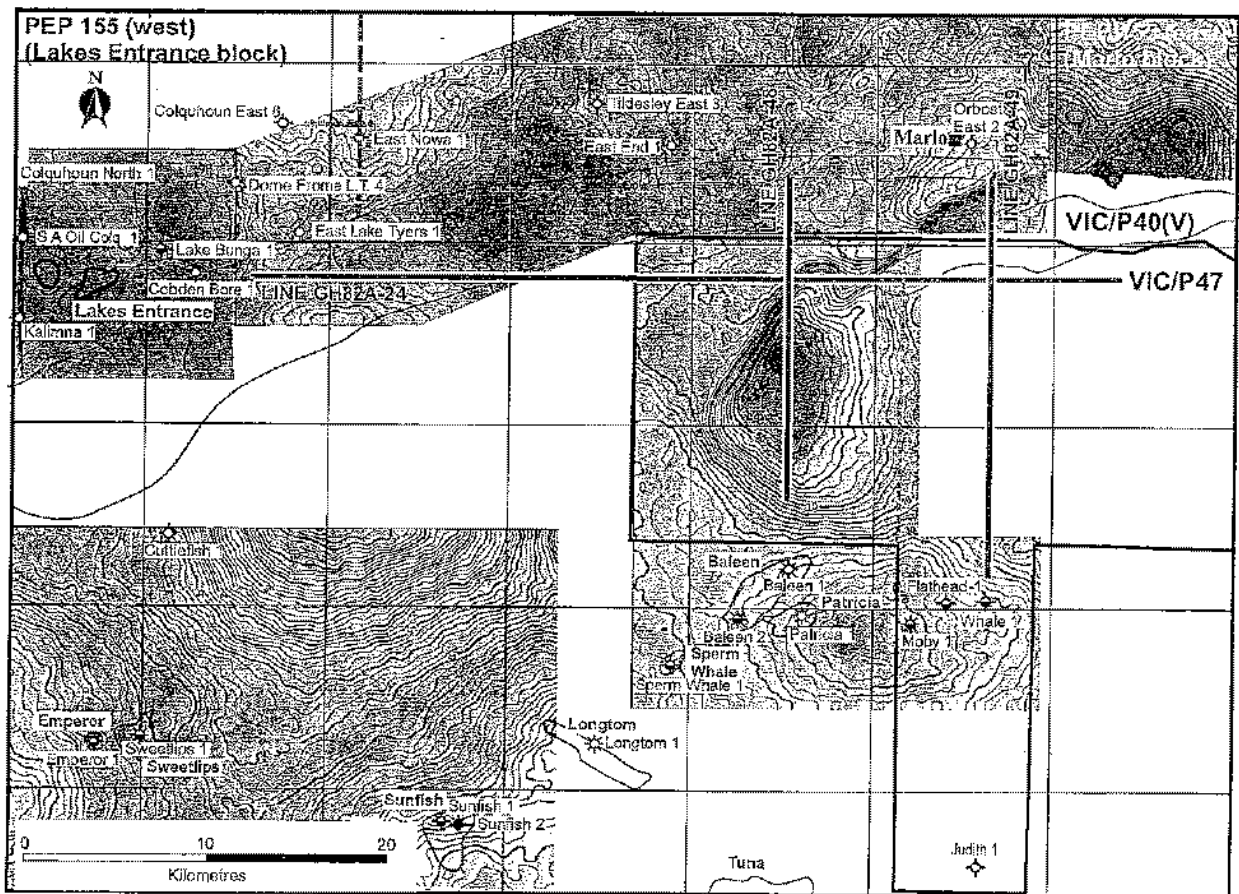 PEP 155 (west)
(Lakes Entrance block)
N
Colquhoun East 8
Tildesley East 3
East Nowa 1
East End 1
Orbost
East 2
Marlo
LINE GH82A-449
Colquhoun North 1
Dome Frome L.T. 4
S A Oil Colq. 1
East Lake Tyers 1
Lake Bunga 1
Cobden Bore 1
LINE GH82A-24
Lakes Entrance
Kalimna 1
VIC/P40(V)
VIC/P47
Cuttlefish 1
Baleen
Baleen 1
Patricia
Flathead-1
Baleen 2
Patricia 1
Moby 1
Whale 1
Sperm
Whale
Sperm Whale 1
Emperor
Emperor 1
Sweetlips 1
Sweetlips
Longtom
Longtom 1
Sunfish
Sunfish 1
Sunfish 2
0 10 20
Kilometres
Tuna
Judith 1